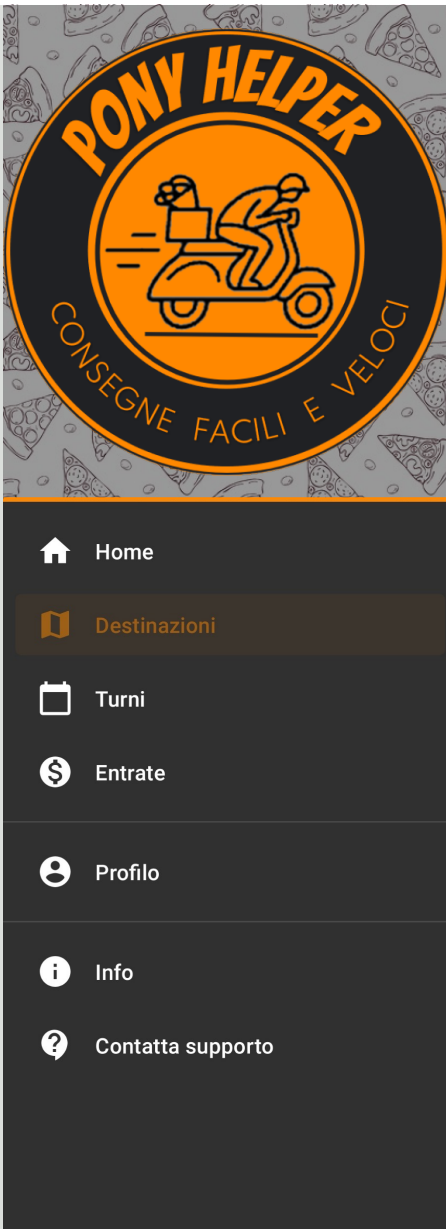 PONY HELPER
CONSEGNE FACILI E VELOCI
Home
Destinazioni
Turni
Entrate
Profilo
Info
Contatta supporto